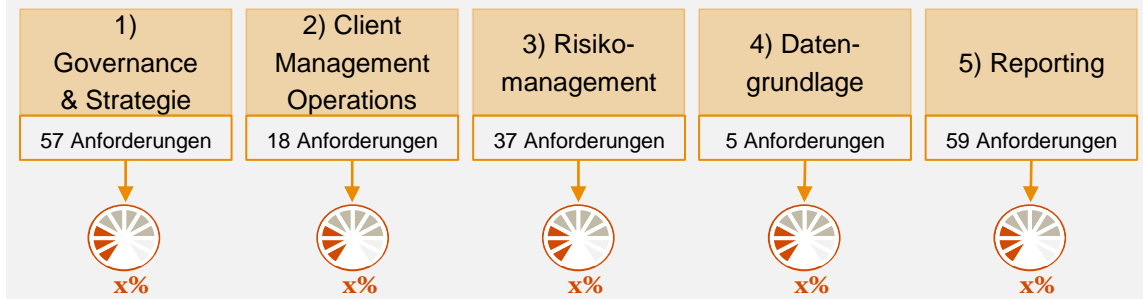 1)
Governance
& Strategie
57 Anforderungen
x%
2) Client
Management
Operations
18 Anforderungen
x%
3) Risiko-
management
37 Anforderungen
x%
4) Daten-
grundlage
5 Anforderungen
x%
5) Reporting
59 Anforderungen
x%